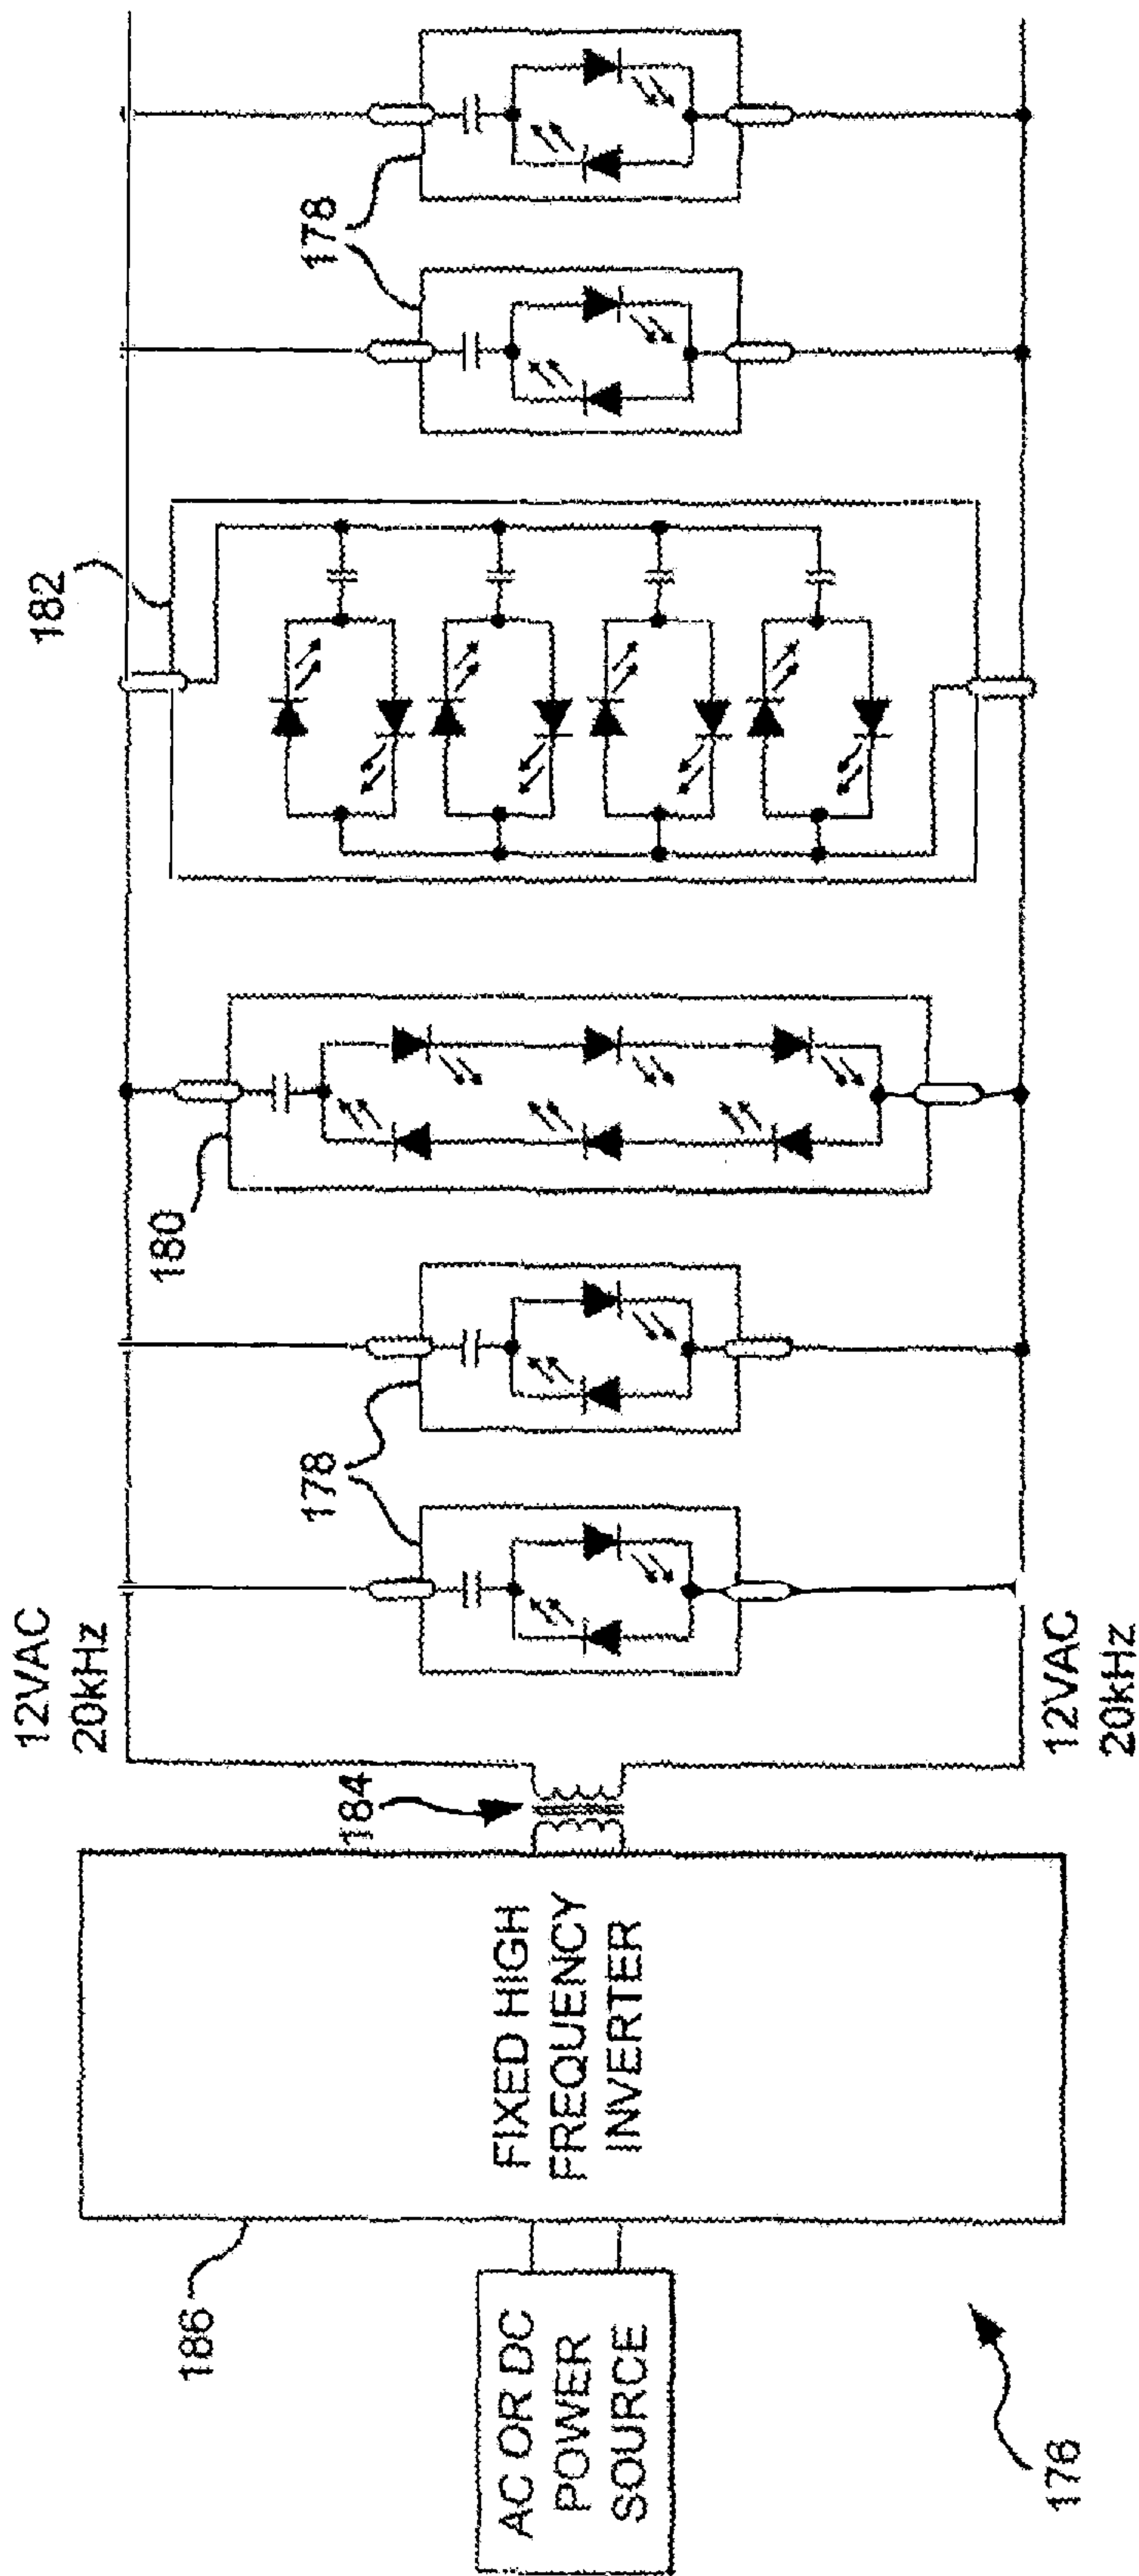 AC OR DC
POWER
SOURCE
186
FIXED HIGH
FREQUENCY
INVERTER
176
184
12VAC
20kHz
12VAC
20kHz
178
180
182
178